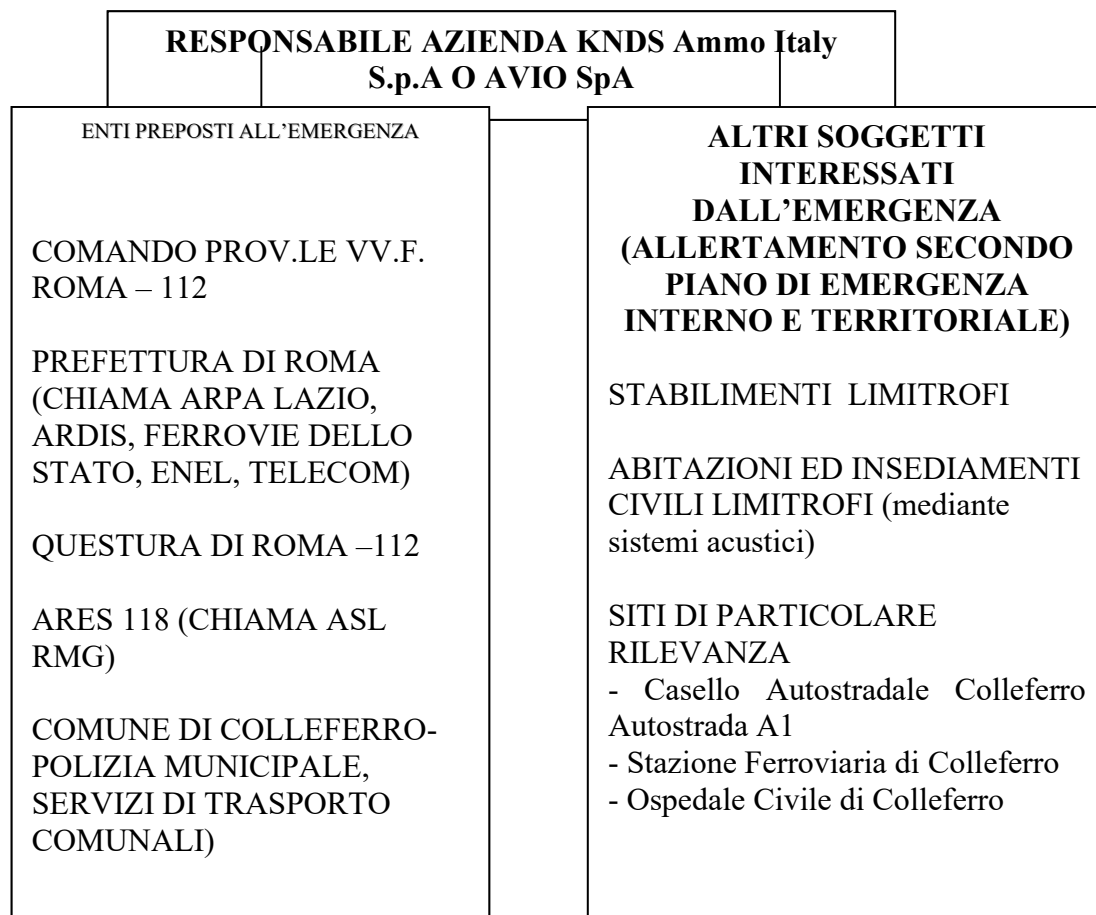 RESPONSABILE AZIENDA KNDS Ammo Italy
S.p.A O AVIO SpA
ENTI PREPOSTI ALL’EMERGENZA
COMANDO PROV.LE VV.F.
ROMA – 112
PREFETTURA DI ROMA
(CHIAMA ARPA LAZIO,
ARDIS, FERROVIE DELLO
STATO, ENEL, TELECOM)
QUESTURA DI ROMA –112
ARES 118 (CHIAMA ASL
RMG)
COMUNE DI COLLEFERRO-
POLIZIA MUNICIPALE,
SERVIZI DI TRASPORTO
COMUNALI)
ALTRI SOGGETTI
INTERESSATI
DALL’EMERGENZA
(ALLERTAMENTO SECONDO
PIANO DI EMERGENZA
INTERNO E TERRITORIALE)
STABILIMENTI LIMITROFI
ABITAZIONI ED INSEDIAMENTI
CIVILI LIMITROFI (mediante
sistemi acustici)
SITI DI PARTICOLARE
RILEVANZA
- Casello Autostradale Colleferro
Autostrada A1
- Stazione Ferroviaria di Colleferro
- Ospedale Civile di Colleferro